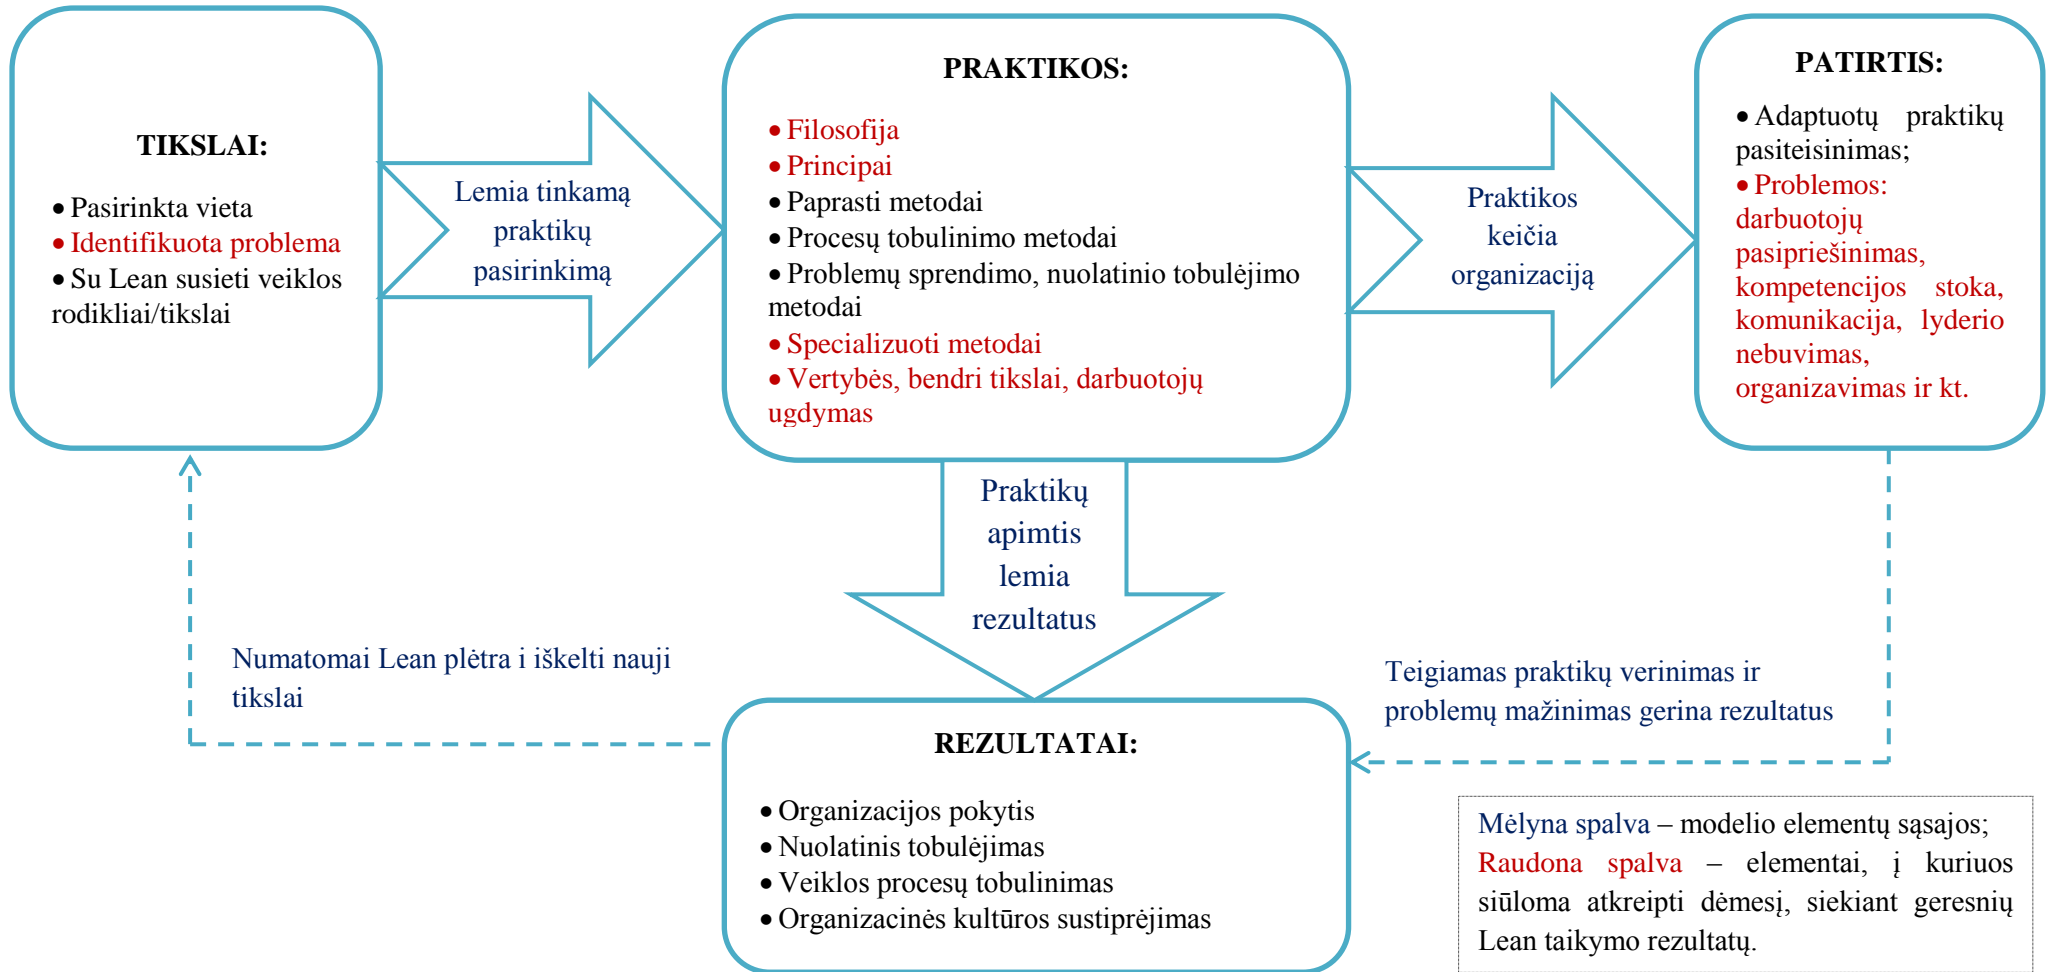 TIKSLAI:
• Pasirinkta vieta
• Identifikuota problema
• Su Lean susieti veiklos
rodikliai/tikslai
Lemia tinkamą
praktikų
pasirinkimą
PRAKTIKOS:
• Filosofija
• Principai
• Paprasti metodai
• Procesų tobulinimo metodai
• Problemų sprendimo, nuolatinio tobulėjimo
metodai
• Specializuoti metodai
• Vertybės, bendri tikslai, darbuotojų
ugdymas
Praktikos
keičia
organizaciją
PATIRTIS:
• Adaptuotų praktikų
pasiteisinimas;
• Problemos:
darbuotojų
pasipriešinimas,
kompetencijos stoka,
komunikacija, lyderio
nebuvimas,
organizavimas ir kt.
Praktikų
apimtis
lemia
rezultatus
Numatomai Lean plėtra i iškelti nauji
tikslai
Teigiamas praktikų verinimas ir
problemų mažinimas gerina rezultatus
REZULTATAI:
• Organizacijos pokytis
• Nuolatinis tobulėjimas
• Veiklos procesų tobulinimas
• Organizacinės kultūros sustiprėjimas
Mėlyna spalva – modelio elementų sąsajos;
Raudona spalva – elementai, į kuriuos
siūloma atkreipti dėmesį, siekiant geresnių
Lean taikymo rezultatų.